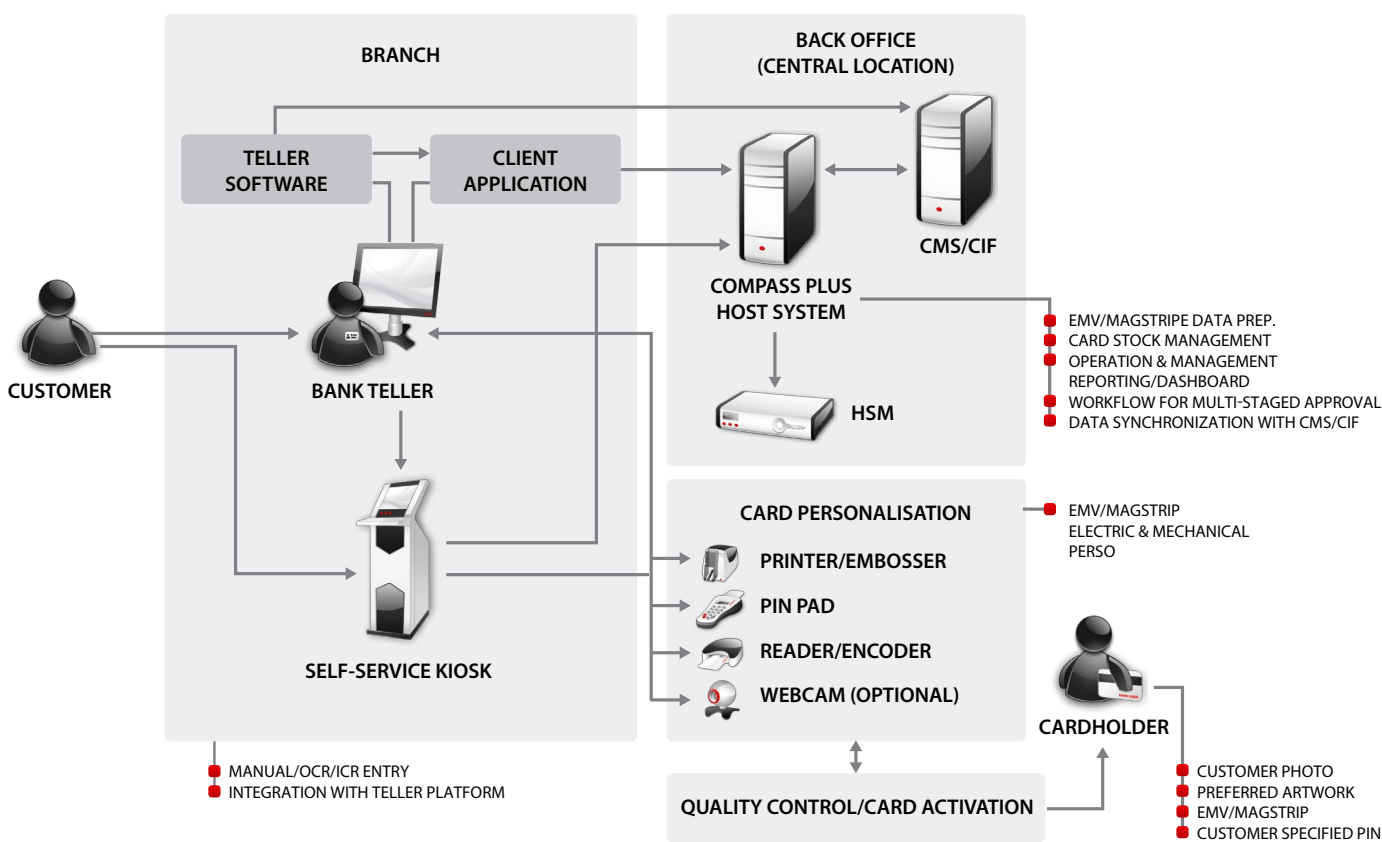 BRANCH
BACK OFFICE
(CENTRAL LOCATION)
TELLER
SOFTWARE
CLIENT
APPLICATION
CMS/CIF
COMPASS PLUS
HOST SYSTEM
CUSTOMER
BANK TELLER
HSM
EMV/MAGSTRIPE DATA PREP.
CARD STOCK MANAGEMENT
OPERATION & MANAGEMENT
REPORTING/DASHBOARD
WORKFLOW FOR MULTI-STAGED APPROVAL
DATA SYNCHRONIZATION WITH CMS/CIF
SELF-SERVICE KIOSK
CARD PERSONALISATION
PRINTER/EMBOSSER
PIN PAD
READER/ENCODER
WEBCAM (OPTIONAL)
EMV/MAGSTRIP
ELECTRIC & MECHANICAL
PERSO
MANUAL/OCR/ICR ENTRY
INTEGRATION WITH TELLER PLATFORM
QUALITY CONTROL/CARD ACTIVATION
CARDHOLDER
CUSTOMER PHOTO
PREFERRED ARTWORK
EMV/MAGSTRIP
CUSTOMER SPECIFIED PIN